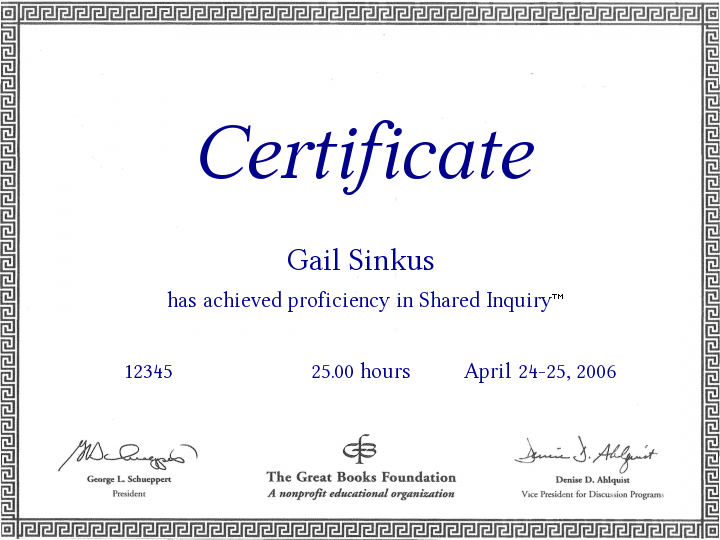 Certificate
Gail Sinkus
has achieved proficiency in Shared Inquiry™
12345 25.00 hours April 24-25, 2006
George L. Schueppert
President
The Great Books Foundation
A nonprofit educational organization
Denise D. Ahlquist
Vice President for Discussion Programs